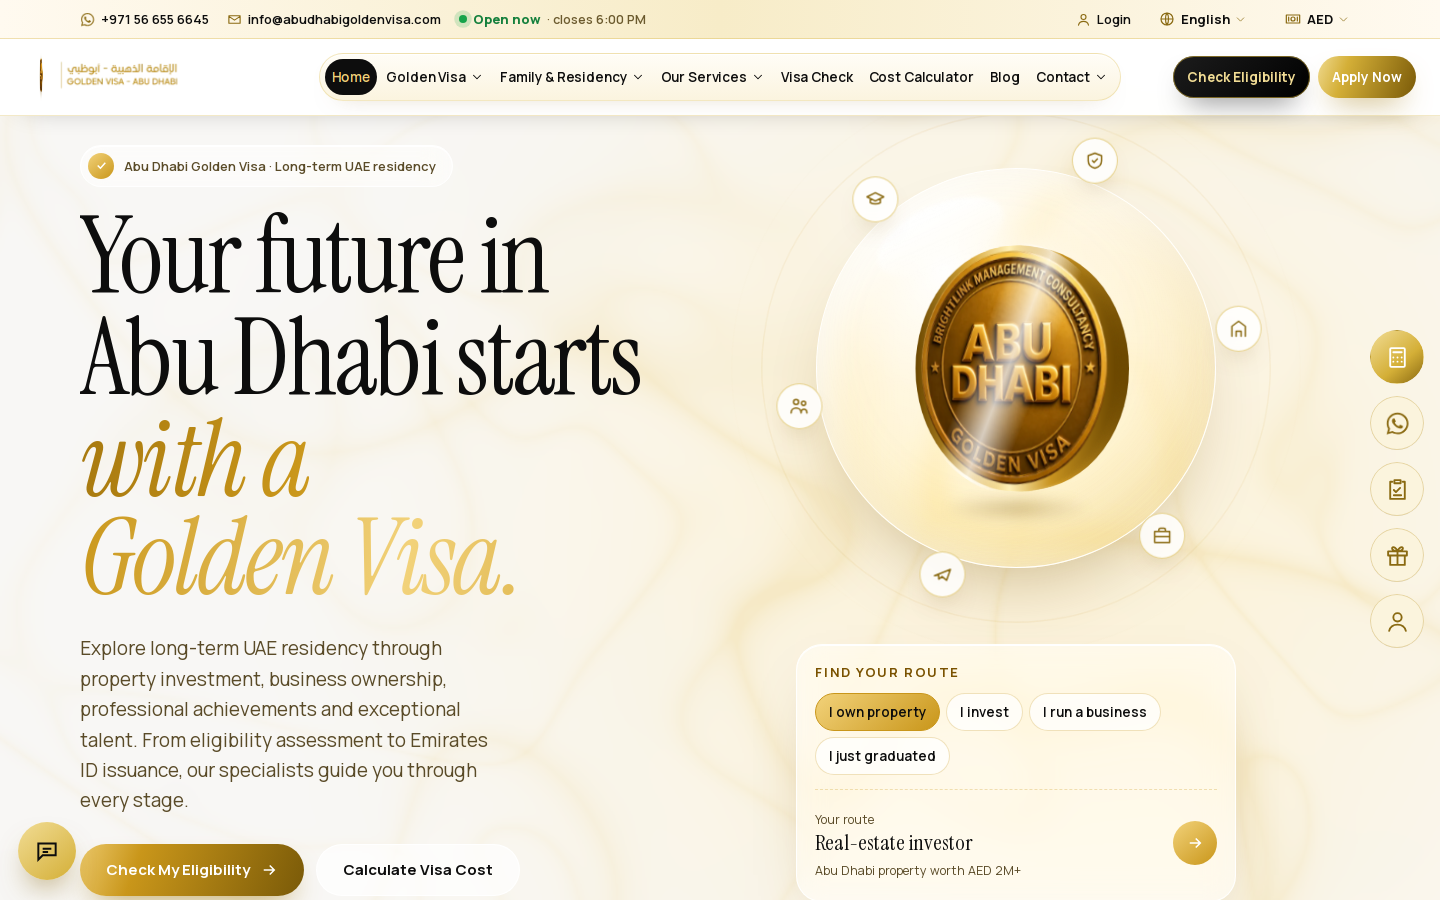 +971 56 655 6645
info@abudhabigoldenvisa.com
Open now · closes 6:00 PM
Login
English
AED
الإقامة الذهبية - أبوظبي
GOLDEN VISA - ABU DHABI
Home
Golden Visa
Family & Residency
Our Services
Visa Check
Cost Calculator
Blog
Contact
Check Eligibility
Apply Now
Abu Dhabi Golden Visa · Long-term UAE residency
Your future in
Abu Dhabi starts
with a
Golden Visa.
Explore long-term UAE residency through
property investment, business ownership,
professional achievements and exceptional
talent. From eligibility assessment to Emirates
ID issuance, our specialists guide you through
every stage.
Check My Eligibility
Calculate Visa Cost
BRIGHTLINK MANAGEMENT CONSULTANCY
ABU
DHABI
GOLDEN VISA
FIND YOUR ROUTE
I own property
I invest
I run a business
I just graduated
Your route
Real-estate investor
Abu Dhabi property worth AED 2M+